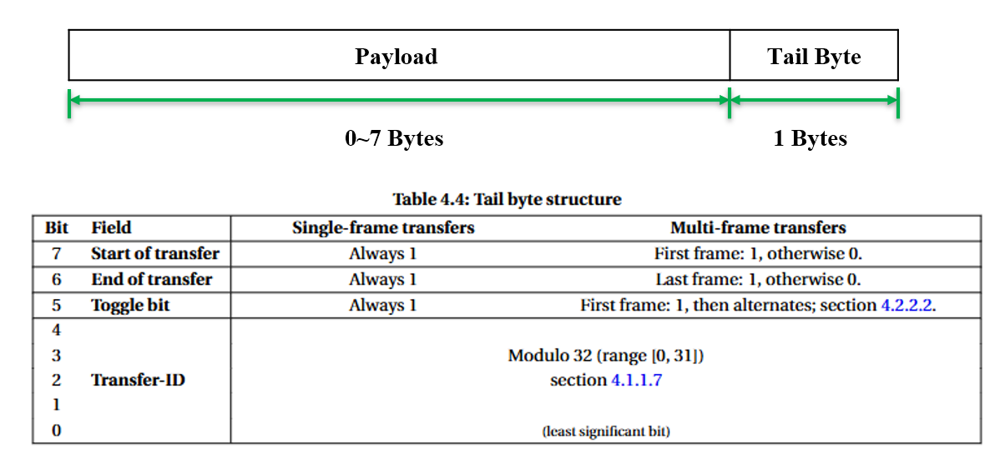 Payload Tail Byte
0~7 Bytes 1 Bytes
Table 4.4: Tail byte structure
Bit Field Single-frame transfers Multi-frame transfers
7 Start of transfer Always 1 First frame: 1, otherwise 0.
6 End of transfer Always 1 Last frame: 1, otherwise 0.
5 Toggle bit Always 1 First frame: 1, then alternates; section 4.2.2.2.
4
3 Modulo 32 (range [0, 31])
2 Transfer-ID section 4.1.1.7
1
0 (least significant bit)